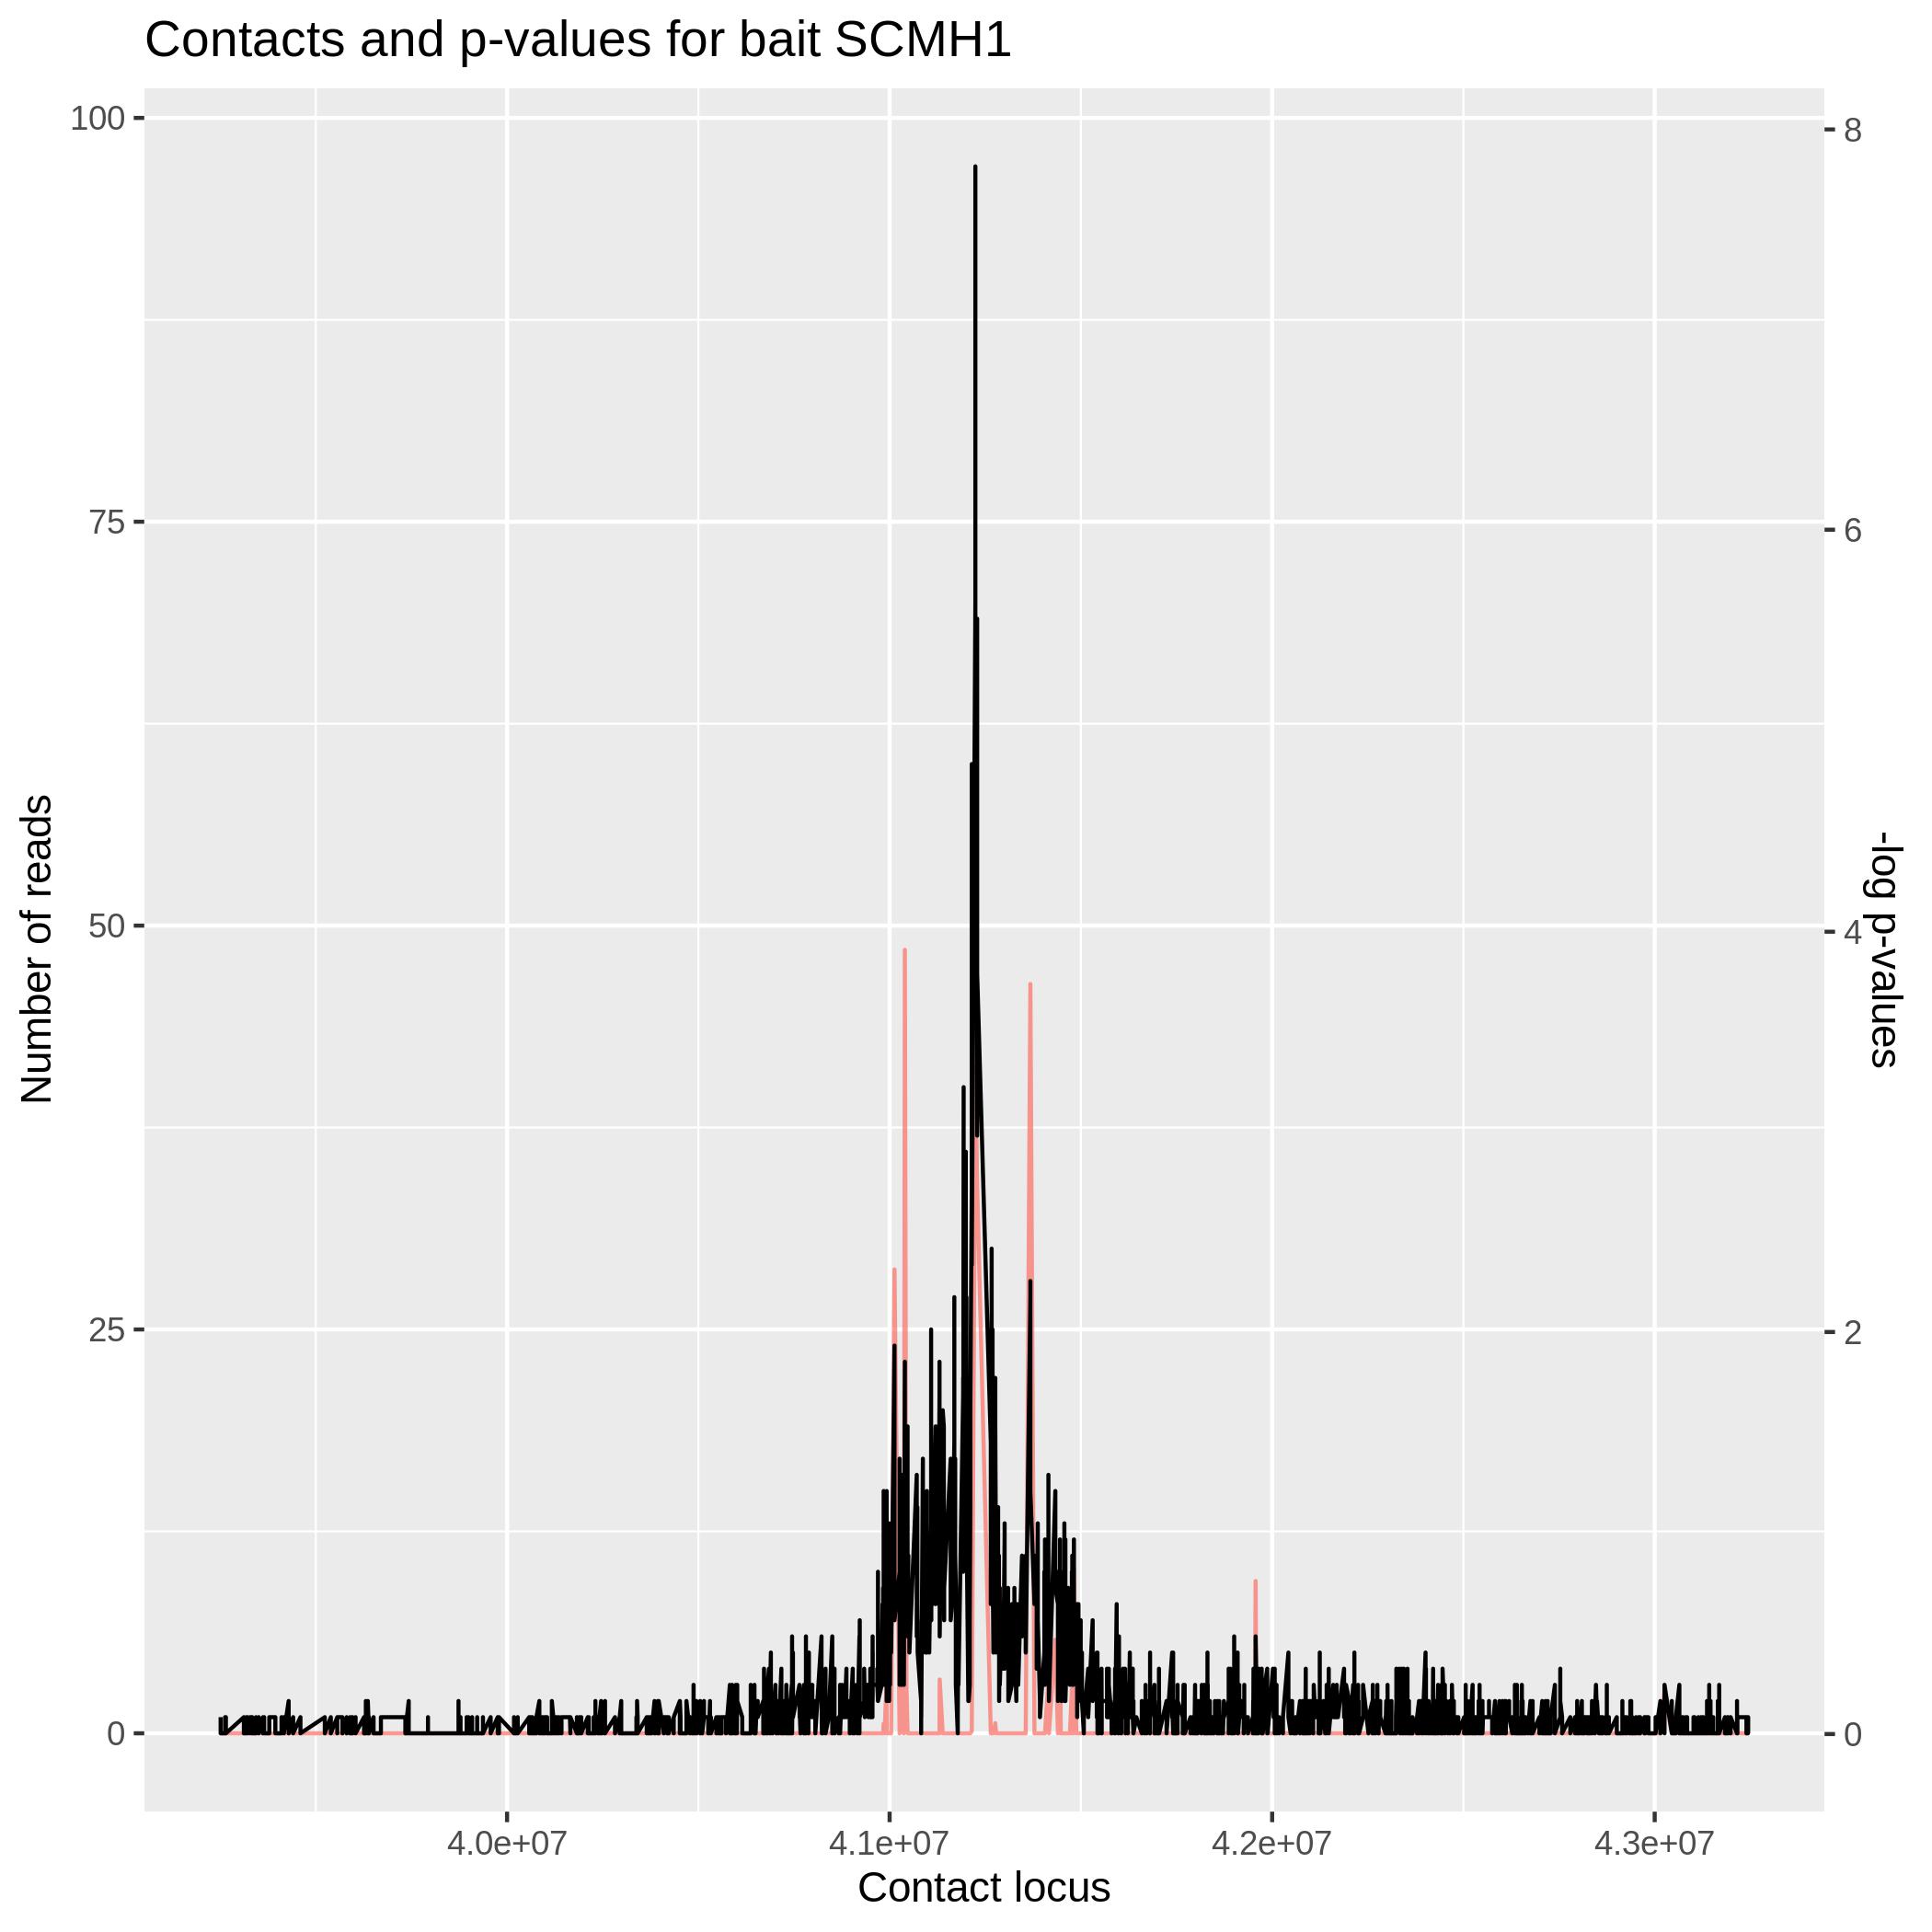 Contacts and p-values for bait SCMH1
100
75
50
25
0
Number of reads
8
6
4
2
0
-log p-values
4.0e+07
4.1e+07
4.2e+07
4.3e+07
Contact locus